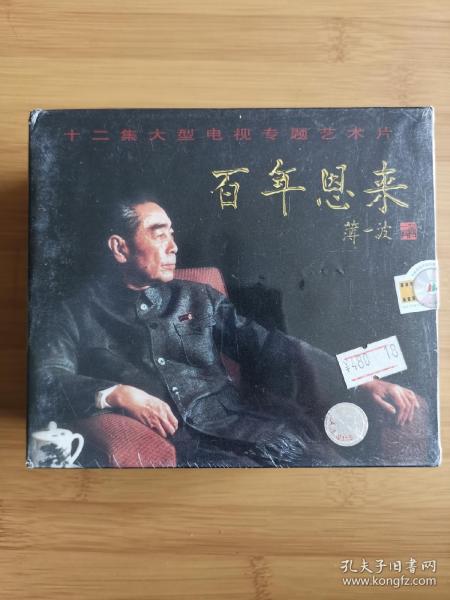 十二集大型电视专题艺术片
百年恩来
薄一波
¥480 18
孔夫子旧书网
www.kongfz.com